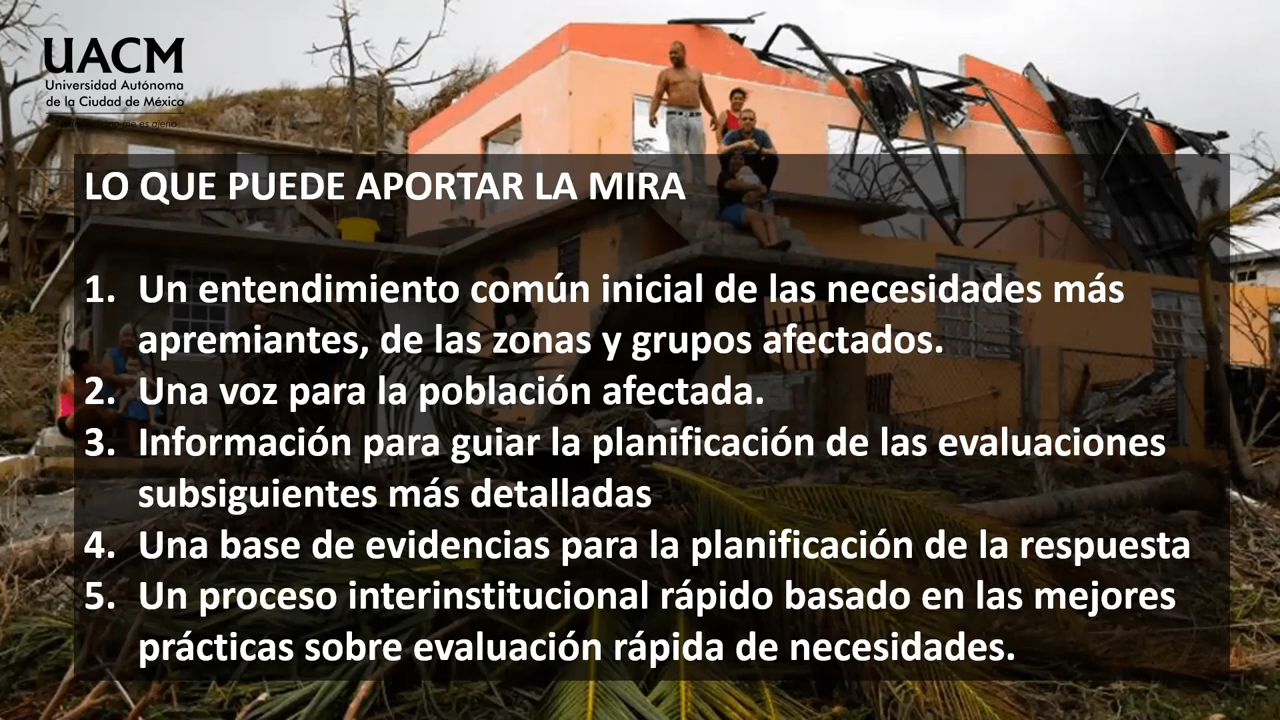 UACM
Universidad Autónoma
de la Ciudad de México
LO QUE PUEDE APORTAR LA MIRA
1. Un entendimiento común inicial de las necesidades más
apremiantes, de las zonas y grupos afectados.
2. Una voz para la población afectada.
3. Información para guiar la planificación de las evaluaciones
subsiguientes más detalladas
4. Una base de evidencias para la planificación de la respuesta
5. Un proceso interinstitucional rápido basado en las mejores
prácticas sobre evaluación rápida de necesidades.